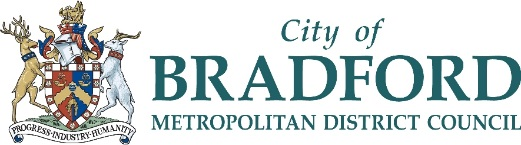 City of
BRADFORD
METROPOLITAN DISTRICT COUNCIL
PROGRESS·INDUSTRY·HUMANITY